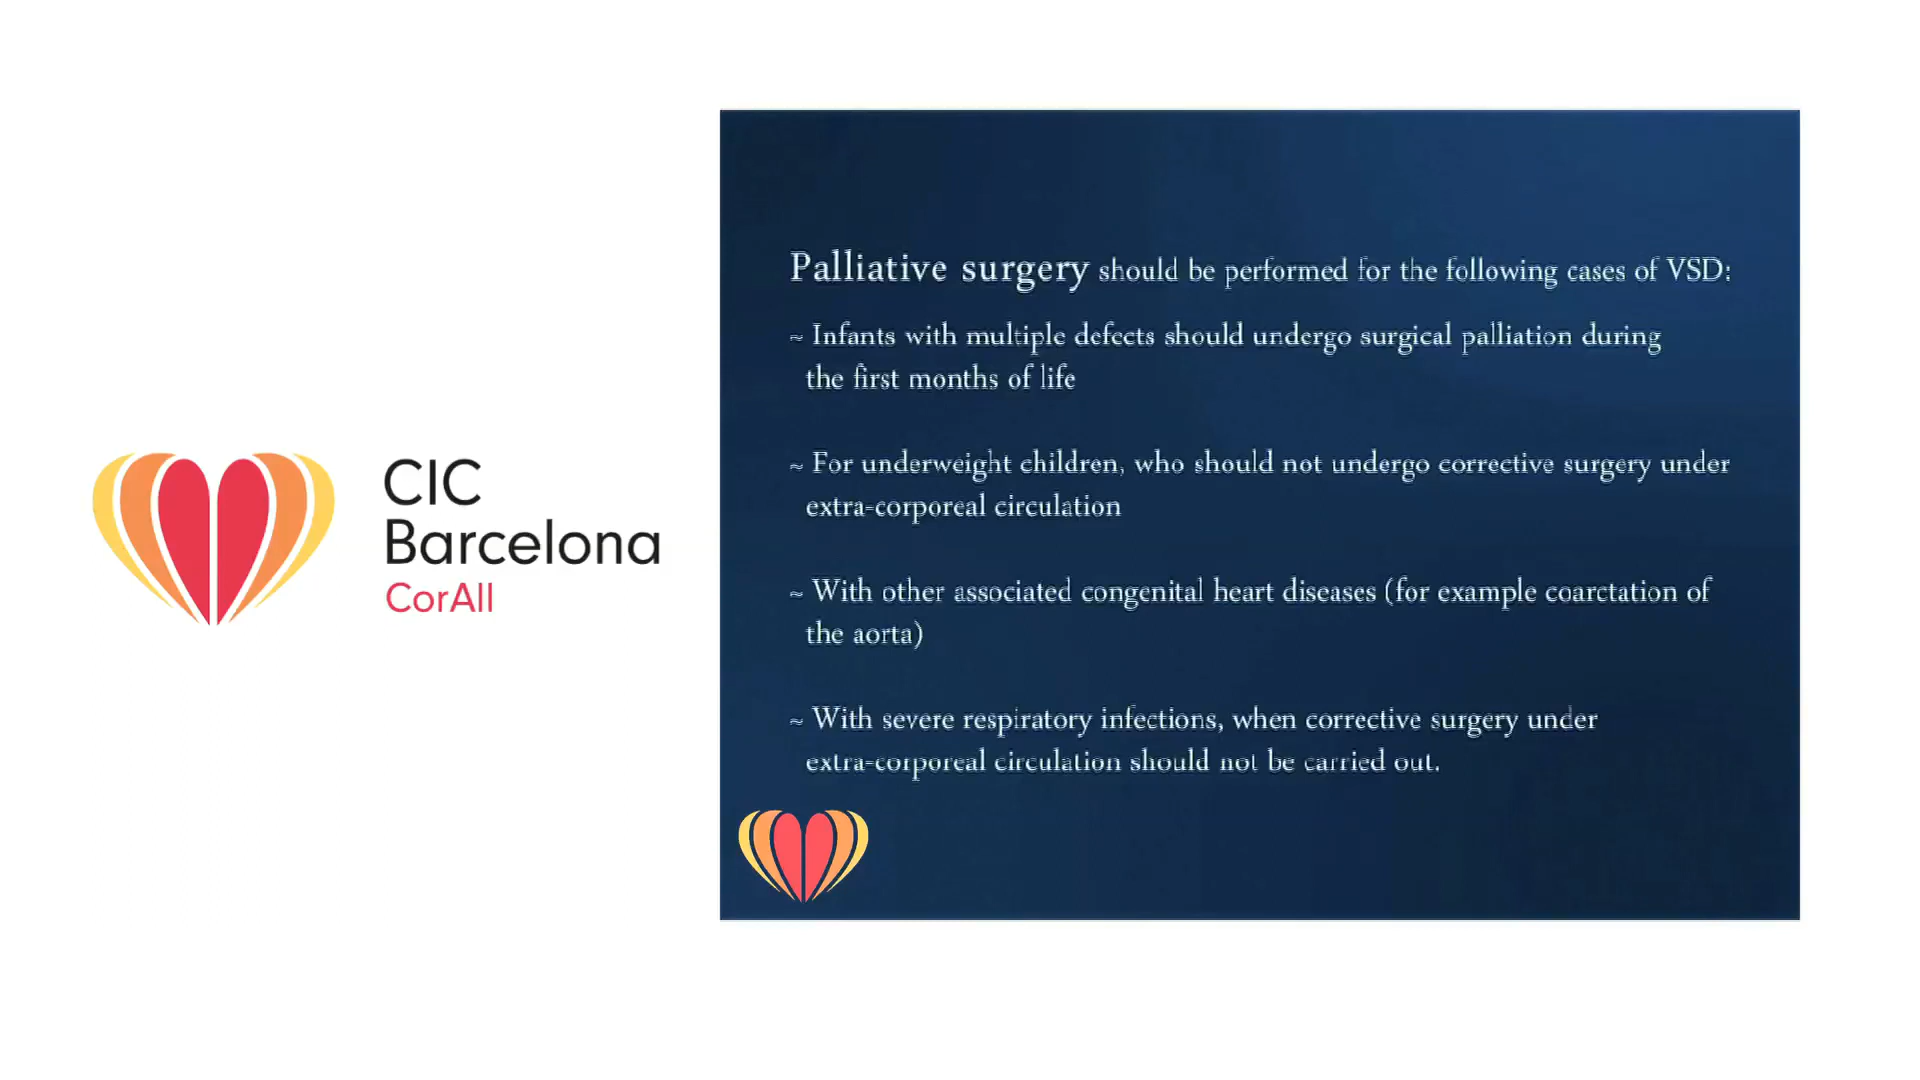 CIC
Barcelona
CorAll
Palliative surgery should be performed for the following cases of VSD:
~ Infants with multiple defects should undergo surgical palliation during
the first months of life
~ For underweight children, who should not undergo corrective surgery under
extra-corporeal circulation
~ With other associated congenital heart diseases (for example coarctation of
the aorta)
~ With severe respiratory infections, when corrective surgery under
extra-corporeal circulation should not be carried out.